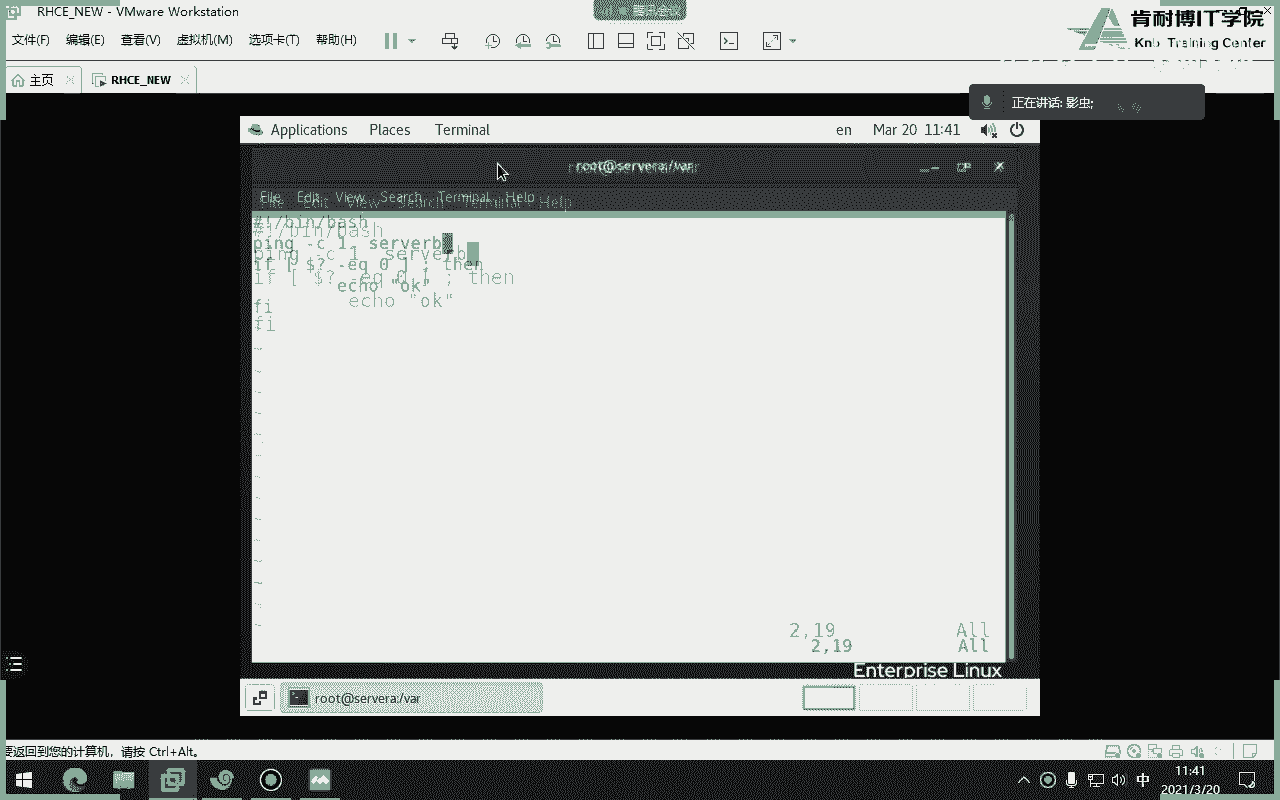 RHCE_NEW - VMware Workstation
肯耐博IT学院
文件(F) 编辑(E) 查看(V) 虚拟机(M) 选项卡(T) 帮助(H)
Knb Training Center
主页 RHCE_NEW
正在讲话: 影虫;
Applications Places Terminal en Mar 20 11:41
root@servera:/var
File Edit View Search Terminal Help
#!/bin/bash
ping -c 1 serverb
if [ $? -eq 0 ] ; then
echo "ok"
fi
2,19 All
Enterprise Linux
root@servera:/var
要返回到您的计算机，请按 Ctrl+Alt。
中 11:41
2021/3/20